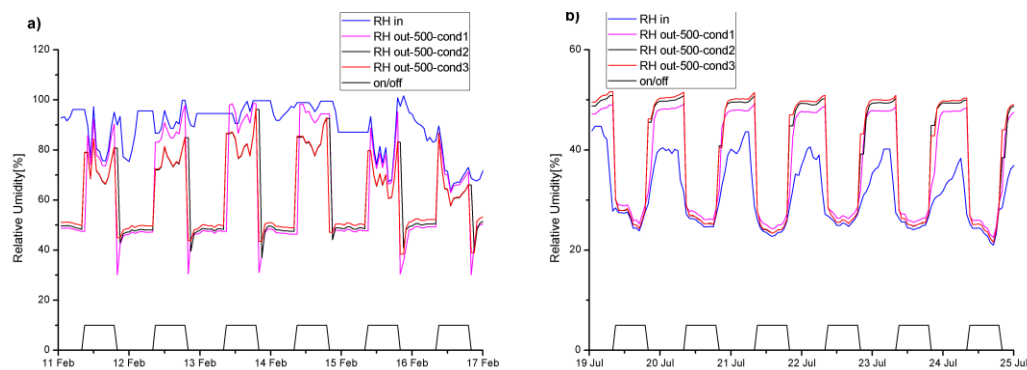 a)
RH in
RH out-500-cond1
RH out-500-cond2
RH out-500-cond3
on/off
120
100
80
60
40
20
10
0
Relative Umidity[%]
11 Feb 12 Feb 13 Feb 14 Feb 15 Feb 16 Feb 17 Feb
b)
RH in
RH out-500-cond1
RH out-500-cond2
RH out-500-cond3
on/off
60
40
20
0
Relative Umidity[%]
19 Jul 20 Jul 21 Jul 22 Jul 23 Jul 24 Jul 25 Jul